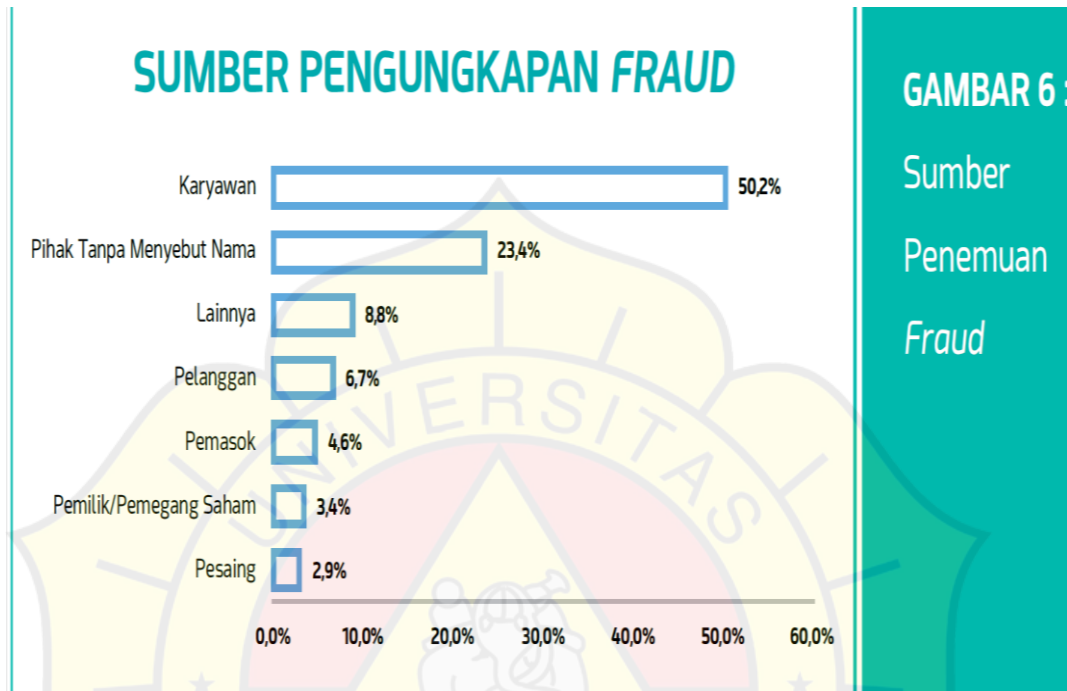 SUMBER PENGUNGKAPAN FRAUD
Karyawan 50,2%
Pihak Tanpa Menyebut Nama 23,4%
Lainnya 8,8%
Pelanggan 6,7%
Pemasok 4,6%
Pemilik/Pemegang Saham 3,4%
Pesaing 2,9%
0,0% 10,0% 20,0% 30,0% 40,0% 50,0% 60,0%
UNIVERSITAS
GAMBAR 6 :
Sumber
Penemuan
Fraud